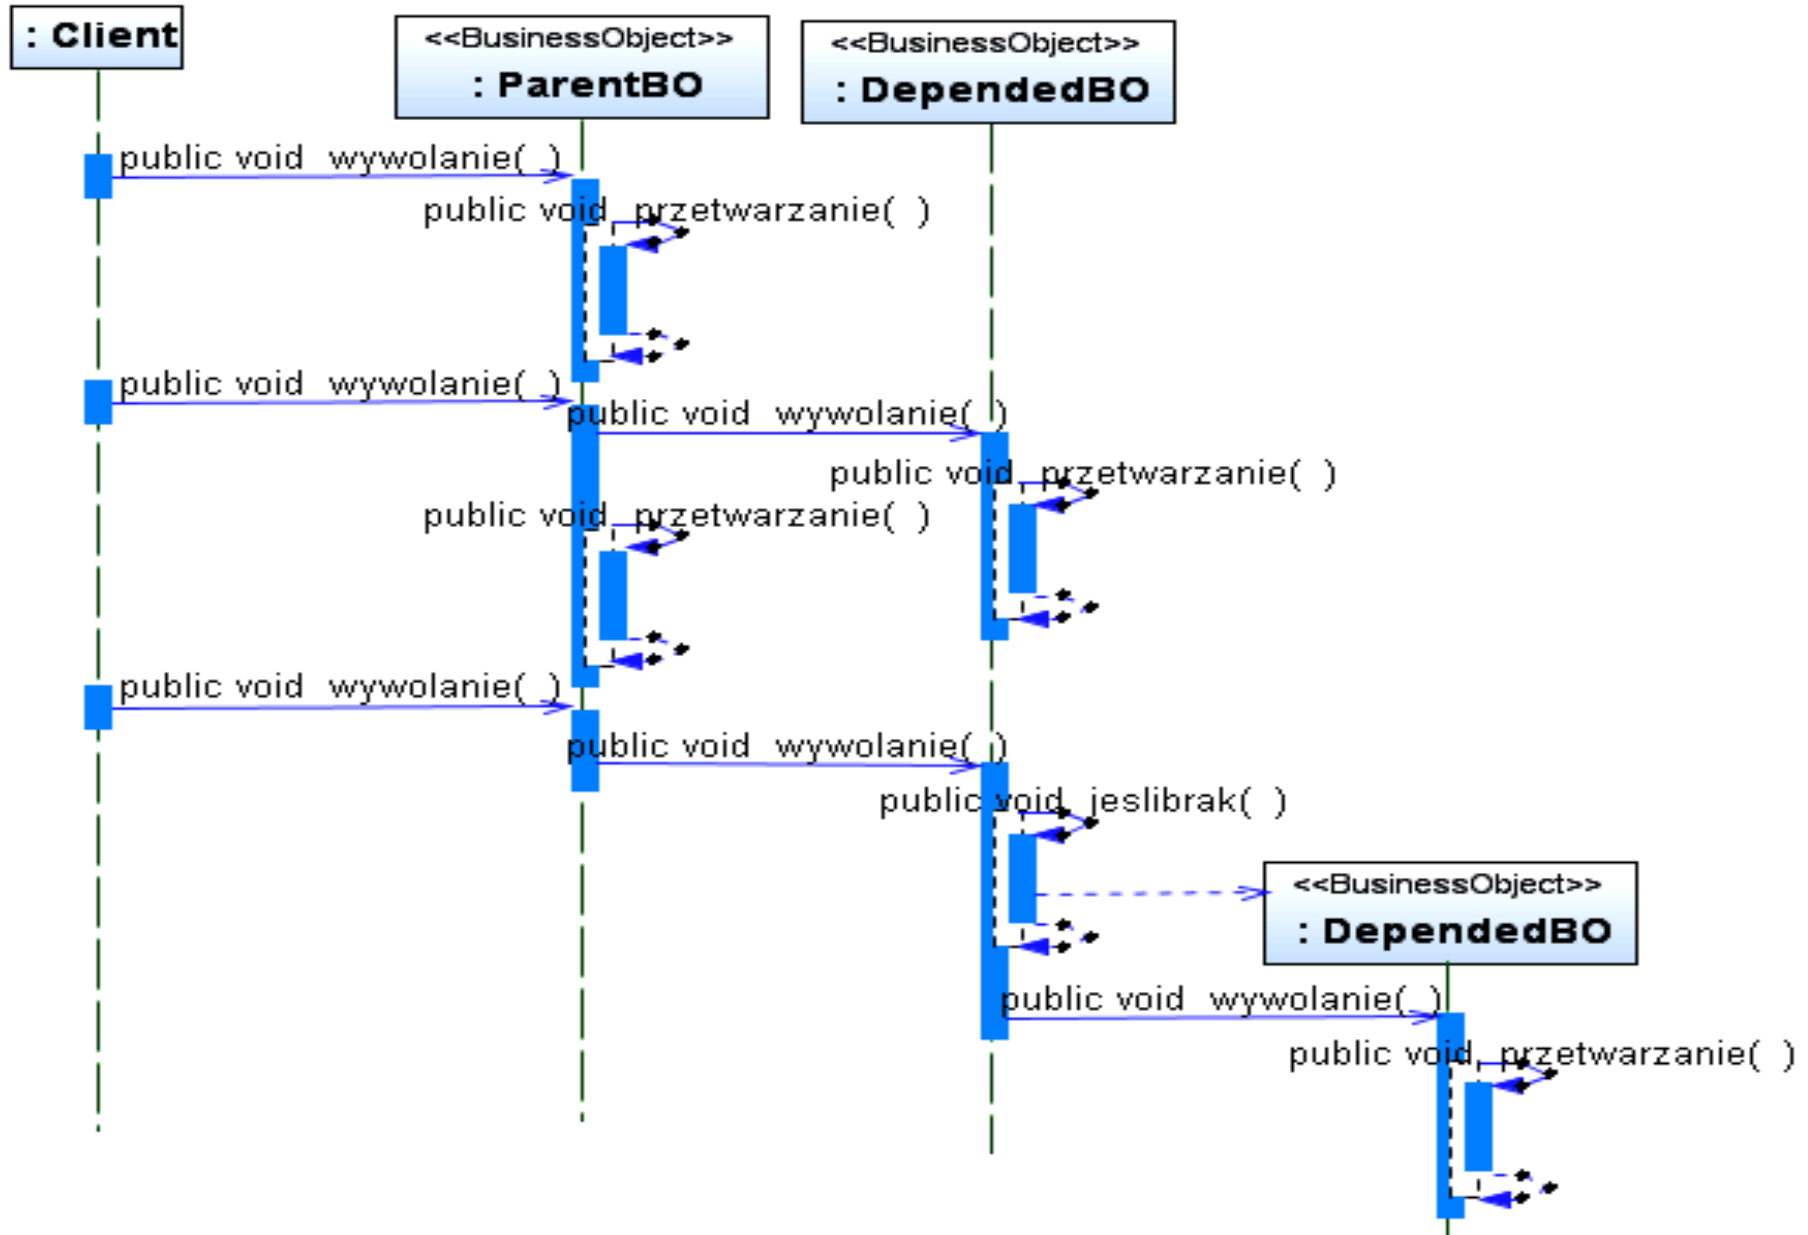 : Client
<<BusinessObject>>
: ParentBO
<<BusinessObject>>
: DependedBO
public void wywolanie( )
public void przetwarzanie( )
public void wywolanie( )
public void wywolanie( )
public void przetwarzanie( )
public void przetwarzanie( )
public void wywolanie( )
public void wywolanie( )
public void jeslibrak( )
<<BusinessObject>>
: DependedBO
public void wywolanie( )
public void przetwarzanie( )